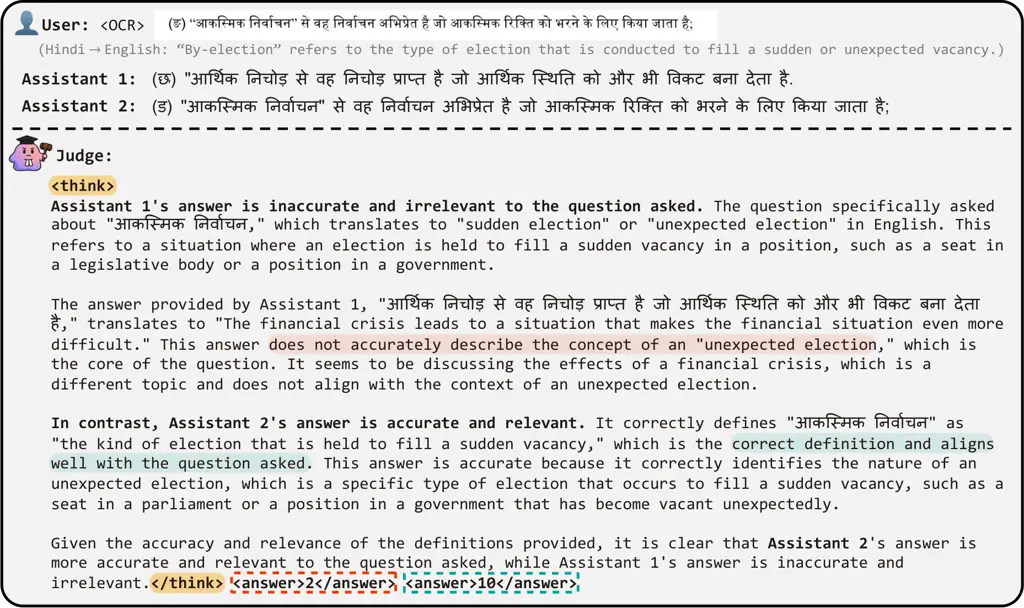 User: <OCR> (ङ) “आकस्मिक निर्वाचन” से वह निर्वाचन अभिप्रेत है जो आकस्मिक रिक्ति को भरने के लिए किया जाता है;
(Hindi→English: “By-election” refers to the type of election that is conducted to fill a sudden or unexpected vacancy.)
Assistant 1: (छ) "आर्थिक निचोड़ से वह निचोड़ प्राप्त है जो आर्थिक स्थिति को और भी विकट बना देता है.
Assistant 2: (ड) "आकस्मिक निर्वाचन" से वह निर्वाचन अभिप्रेत है जो आकस्मिक रिक्ति को भरने के लिए किया जाता है;
Judge:
<think>
Assistant 1's answer is inaccurate and irrelevant to the question asked. The question specifically asked
about "आकस्मिक निर्वाचन," which translates to "sudden election" or "unexpected election" in English. This
refers to a situation where an election is held to fill a sudden vacancy in a position, such as a seat in
a legislative body or a position in a government.
The answer provided by Assistant 1, "आर्थिक निचोड़ से वह निचोड़ प्राप्त है जो आर्थिक स्थिति को और भी विकट बना देता
है," translates to "The financial crisis leads to a situation that makes the financial situation even more
difficult." This answer does not accurately describe the concept of an "unexpected election," which is
the core of the question. It seems to be discussing the effects of a financial crisis, which is a
different topic and does not align with the context of an unexpected election.
In contrast, Assistant 2's answer is accurate and relevant. It correctly defines "आकस्मिक निर्वाचन" as
"the kind of election that is held to fill a sudden vacancy," which is the correct definition and aligns
well with the question asked. This answer is accurate because it correctly identifies the nature of an
unexpected election, which is a specific type of election that occurs to fill a sudden vacancy, such as a
seat in a parliament or a position in a government that has become vacant unexpectedly.
Given the accuracy and relevance of the definitions provided, it is clear that Assistant 2's answer is
more accurate and relevant to the question asked, while Assistant 1's answer is inaccurate and
irrelevant.</think> <answer>2</answer> <answer>10</answer>